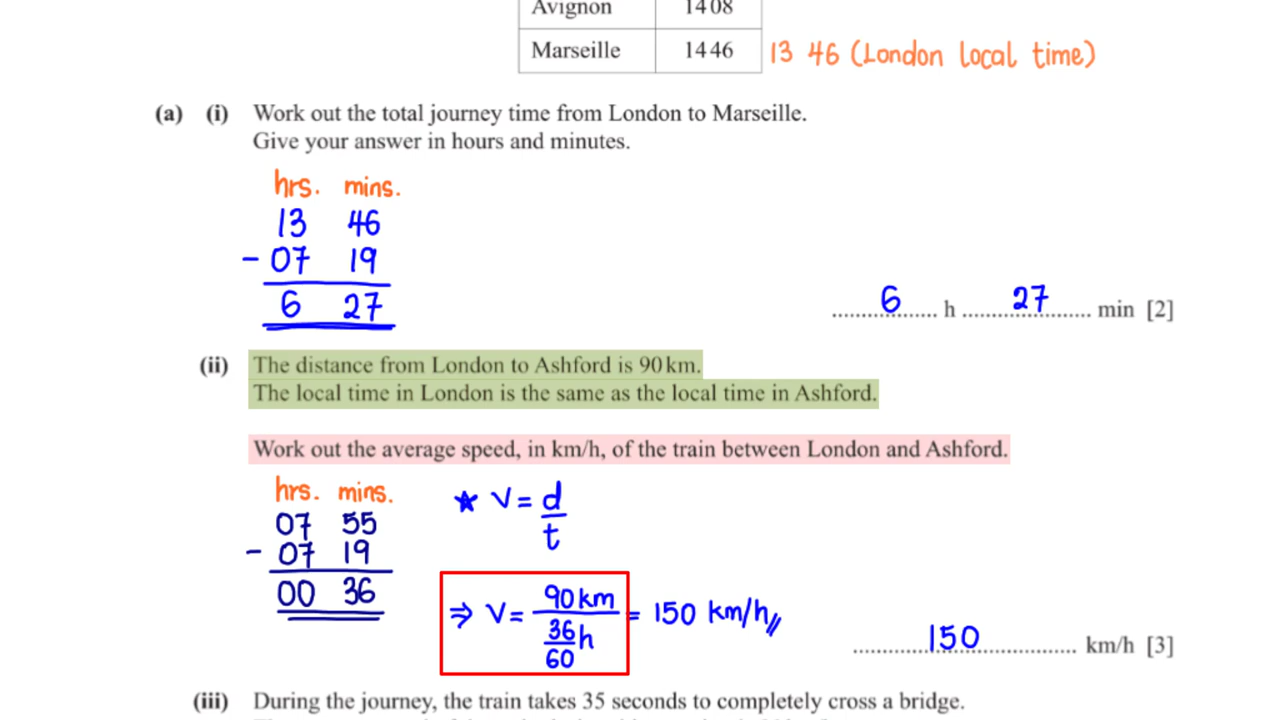 Avignon 14 08
Marseille 14 46 13 46 (London local time)
(a) (i) Work out the total journey time from London to Marseille.
Give your answer in hours and minutes.
hrs. mins.
13 46
- 07 19
6 27
6 h 27 min [2]
(ii) The distance from London to Ashford is 90 km.
The local time in London is the same as the local time in Ashford.
Work out the average speed, in km/h, of the train between London and Ashford.
hrs. mins.
07 55
- 07 19
00 36
★ v = d/t
⇒ v = 90km / (36/60 h) = 150 km/h//
150 km/h [3]
(iii) During the journey, the train takes 35 seconds to completely cross a bridge.